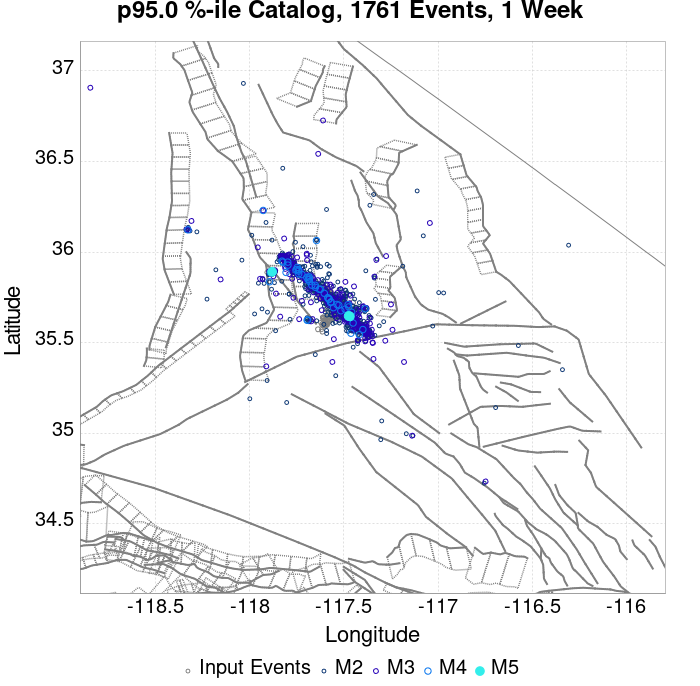 p95.0 %-ile Catalog, 1761 Events, 1 Week
37
36.5
36
35.5
35
34.5
Latitude
-118.5 -118 -117.5 -117 -116.5 -116
Longitude
Input Events M2 M3 M4 M5